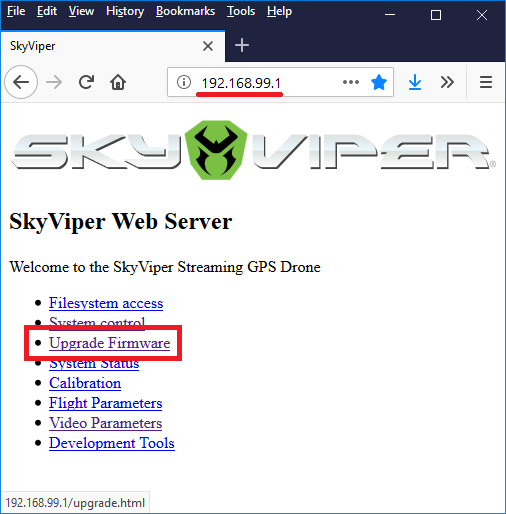 File Edit View History Bookmarks Tools Help
SkyViper
192.168.99.1
SKYVIPER
SkyViper Web Server
Welcome to the SkyViper Streaming GPS Drone
Filesystem access
System control
Upgrade Firmware
System Status
Calibration
Flight Parameters
Video Parameters
Development Tools
192.168.99.1/upgrade.html